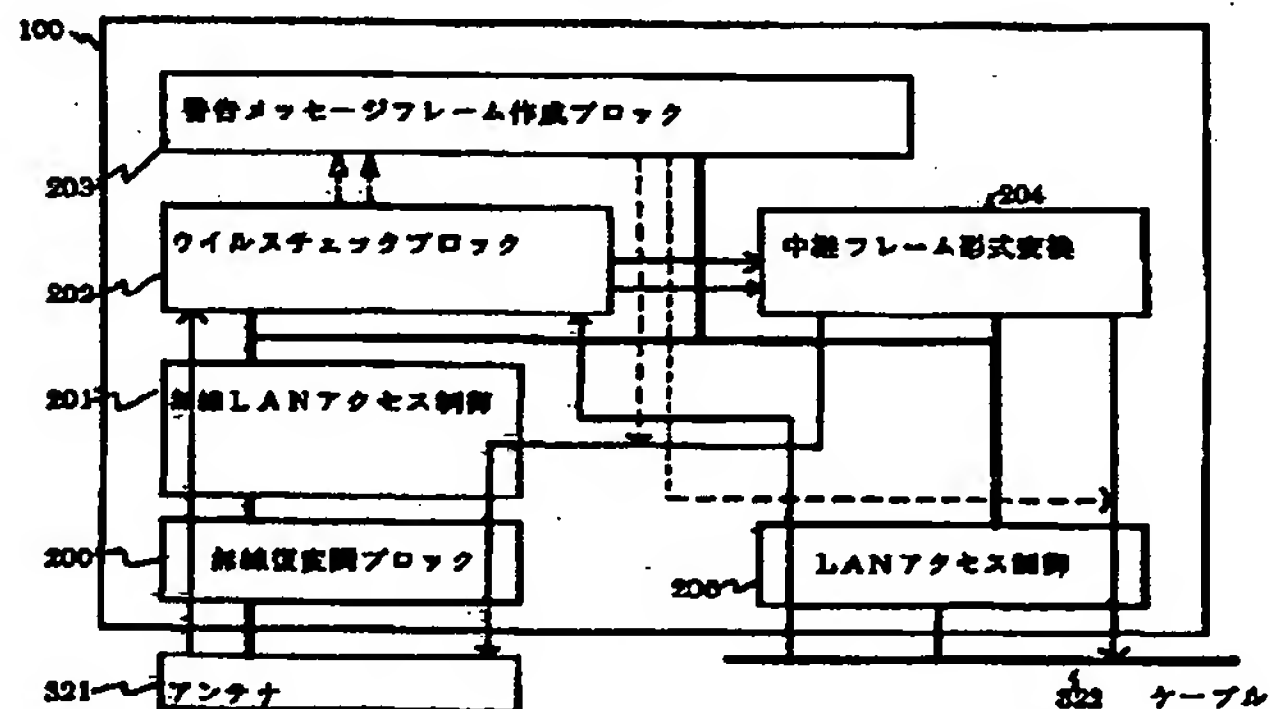 100
警告メッセージフレーム作成ブロック
203
204
ウイルスチェックブロック
中継フレーム形式変換
202
201
無線LANアクセス制御
200
無線復変調ブロック
LANアクセス制御
321
アンテナ
322
ケーブル